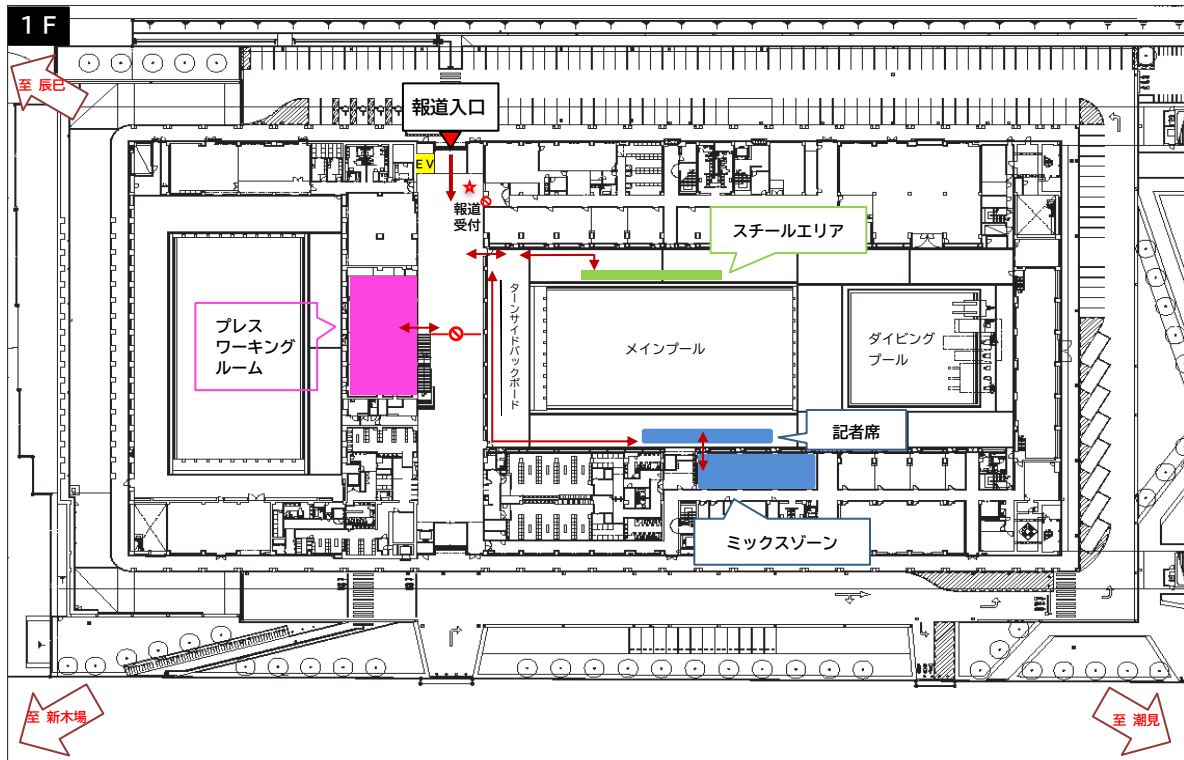 1F
至 辰巳
報道入口
EV
報道
受付
スチールエリア
プレス
ワーキング
ルーム
ターンサイドバックボード
メインプール
ダイビング
プール
記者席
ミックスゾーン
至 新木場
至 潮見